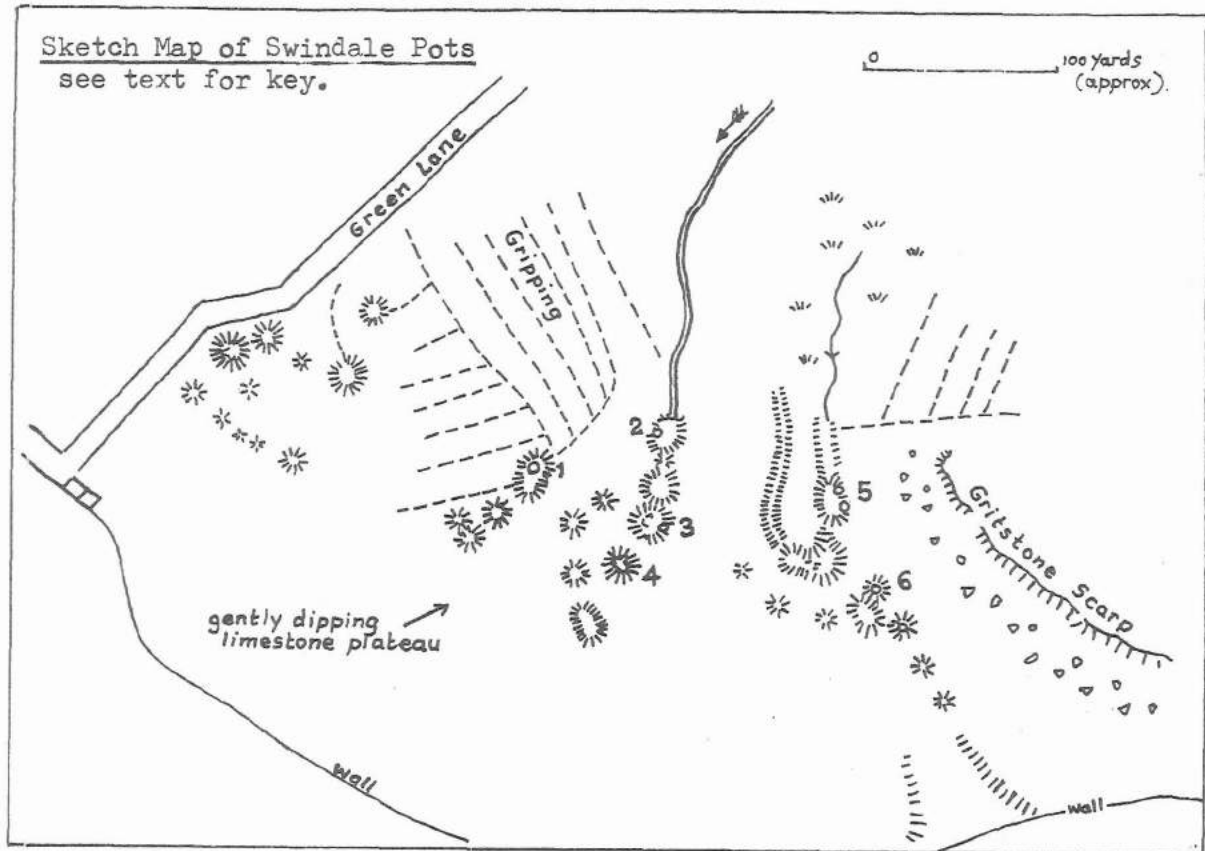 Sketch Map of Swindale Pots
see text for key.
0 100 yards
(approx).
Green Lane
Gripping
2
1
3
4
5
6
Gritstone Scarp
gently dipping
limestone plateau
Wall
Wall